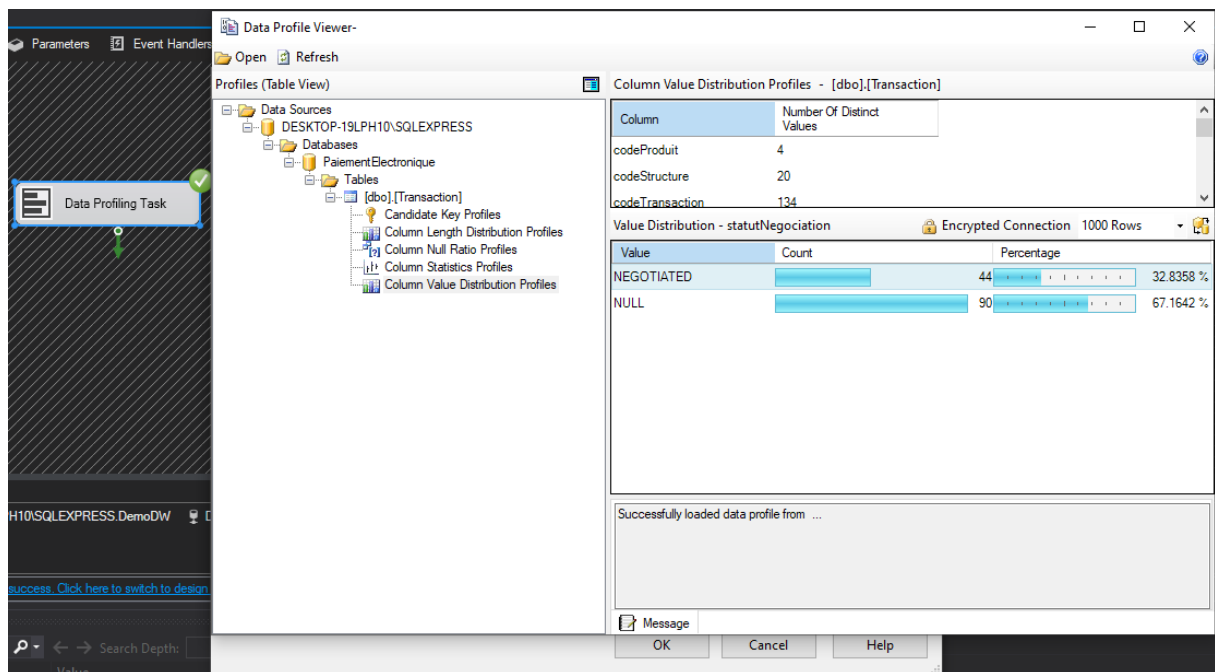 Data Profile Viewer-
Parameters Event Handlers
Open Refresh
Profiles (Table View)
Column Value Distribution Profiles - [dbo].[Transaction]
Data Sources
DESKTOP-19LPH10\SQLEXPRESS
Databases
PaiementElectronique
Tables
[dbo].[Transaction]
Candidate Key Profiles
Column Length Distribution Profiles
Column Null Ratio Profiles
Column Statistics Profiles
Column Value Distribution Profiles
Data Profiling Task
Column Number Of Distinct Values
codeProduit 4
codeStructure 20
codeTransaction 134
Value Distribution - statutNegociation Encrypted Connection 1000 Rows
Value Count Percentage
NEGOTIATED 44 32.8358 %
NULL 90 67.1642 %
Successfully loaded data profile from ...
Message
H10\SQLEXPRESS.DemoDW D
success. Click here to switch to design
Search Depth:
OK Cancel Help
Value